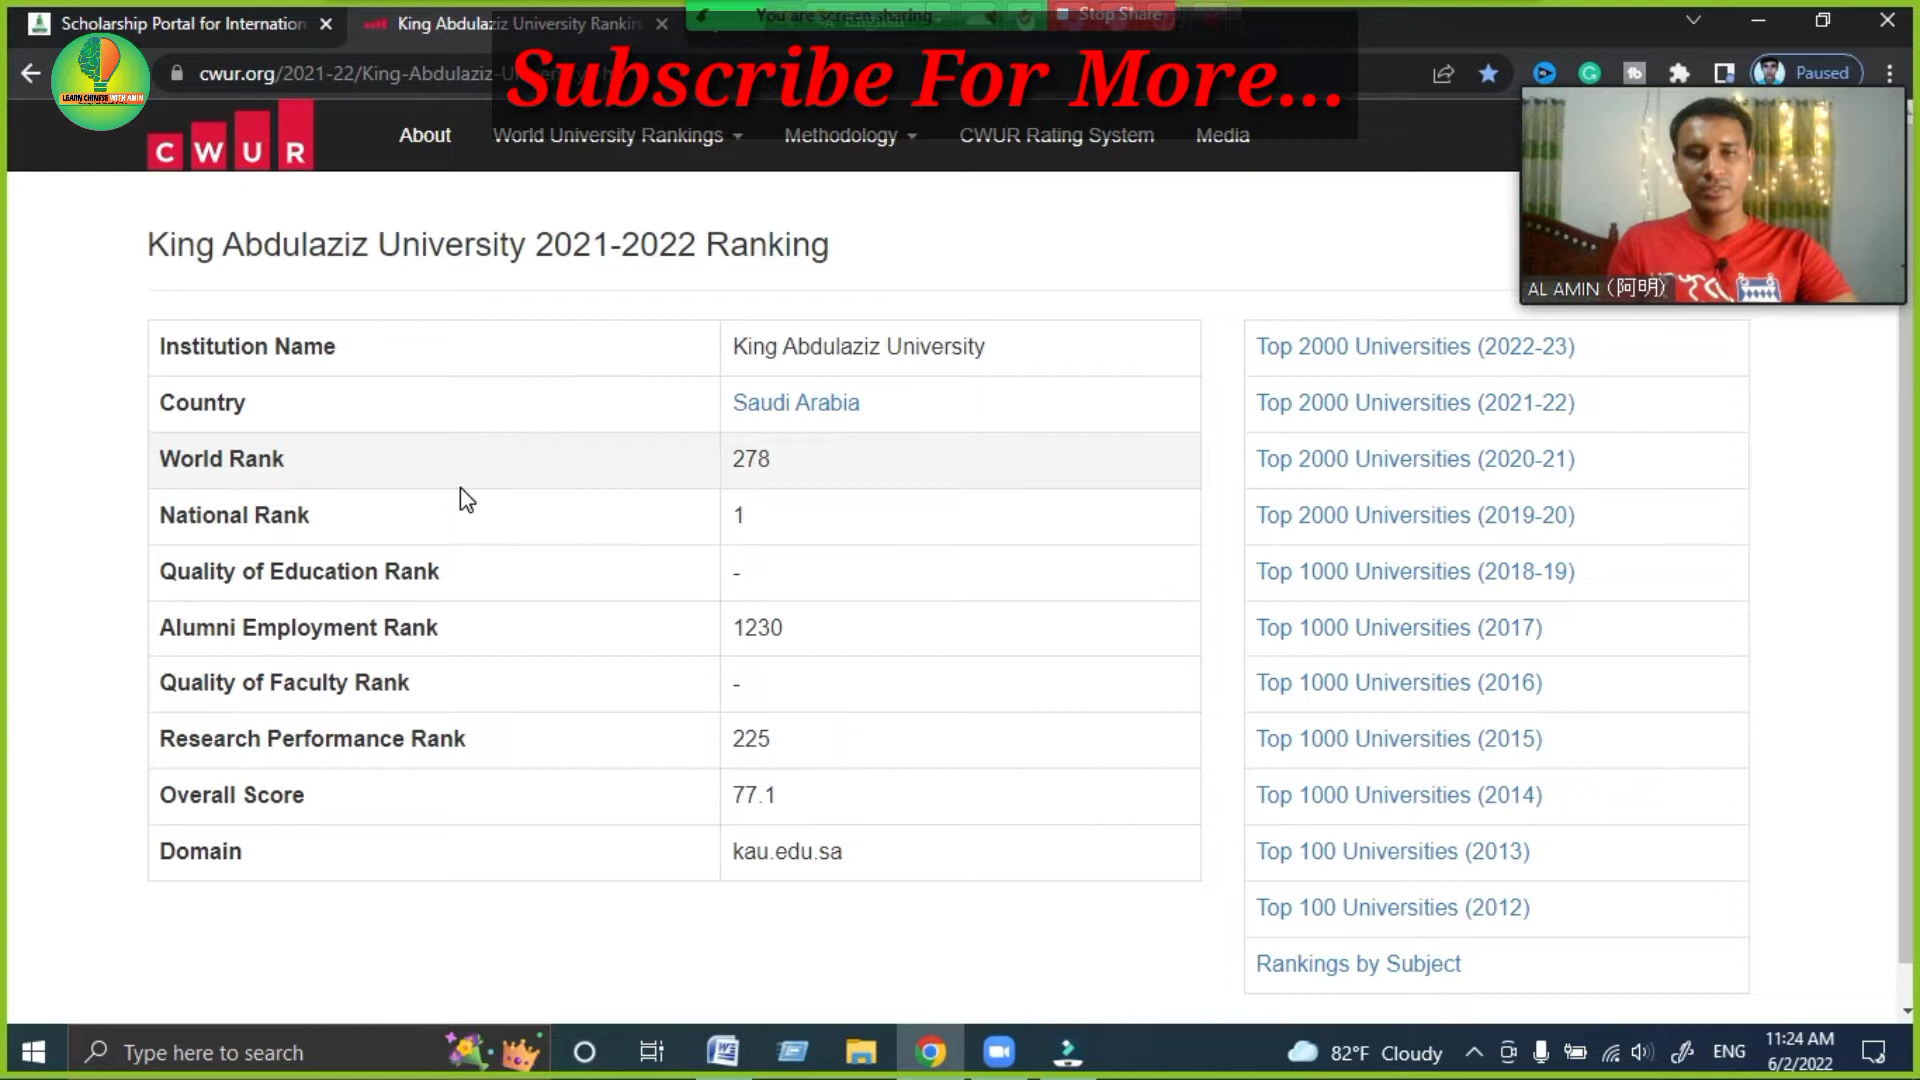 Scholarship Portal for Internation
King Abdulaziz University Rankin
You are screen sharing
Stop Share
LEARN CHINESE WITH AMIN
cwur.org/2021-22/King-Abdulaziz-U
Subscribe For More...
Paused
CWUR
About
World University Rankings
Methodology
CWUR Rating System
Media
AL AMIN (阿明)
King Abdulaziz University 2021-2022 Ranking
Institution Name King Abdulaziz University
Country Saudi Arabia
World Rank 278
National Rank 1
Quality of Education Rank -
Alumni Employment Rank 1230
Quality of Faculty Rank -
Research Performance Rank 225
Overall Score 77.1
Domain kau.edu.sa
Top 2000 Universities (2022-23)
Top 2000 Universities (2021-22)
Top 2000 Universities (2020-21)
Top 2000 Universities (2019-20)
Top 1000 Universities (2018-19)
Top 1000 Universities (2017)
Top 1000 Universities (2016)
Top 1000 Universities (2015)
Top 1000 Universities (2014)
Top 100 Universities (2013)
Top 100 Universities (2012)
Rankings by Subject
Type here to search
82°F Cloudy
ENG
11:24 AM
6/2/2022